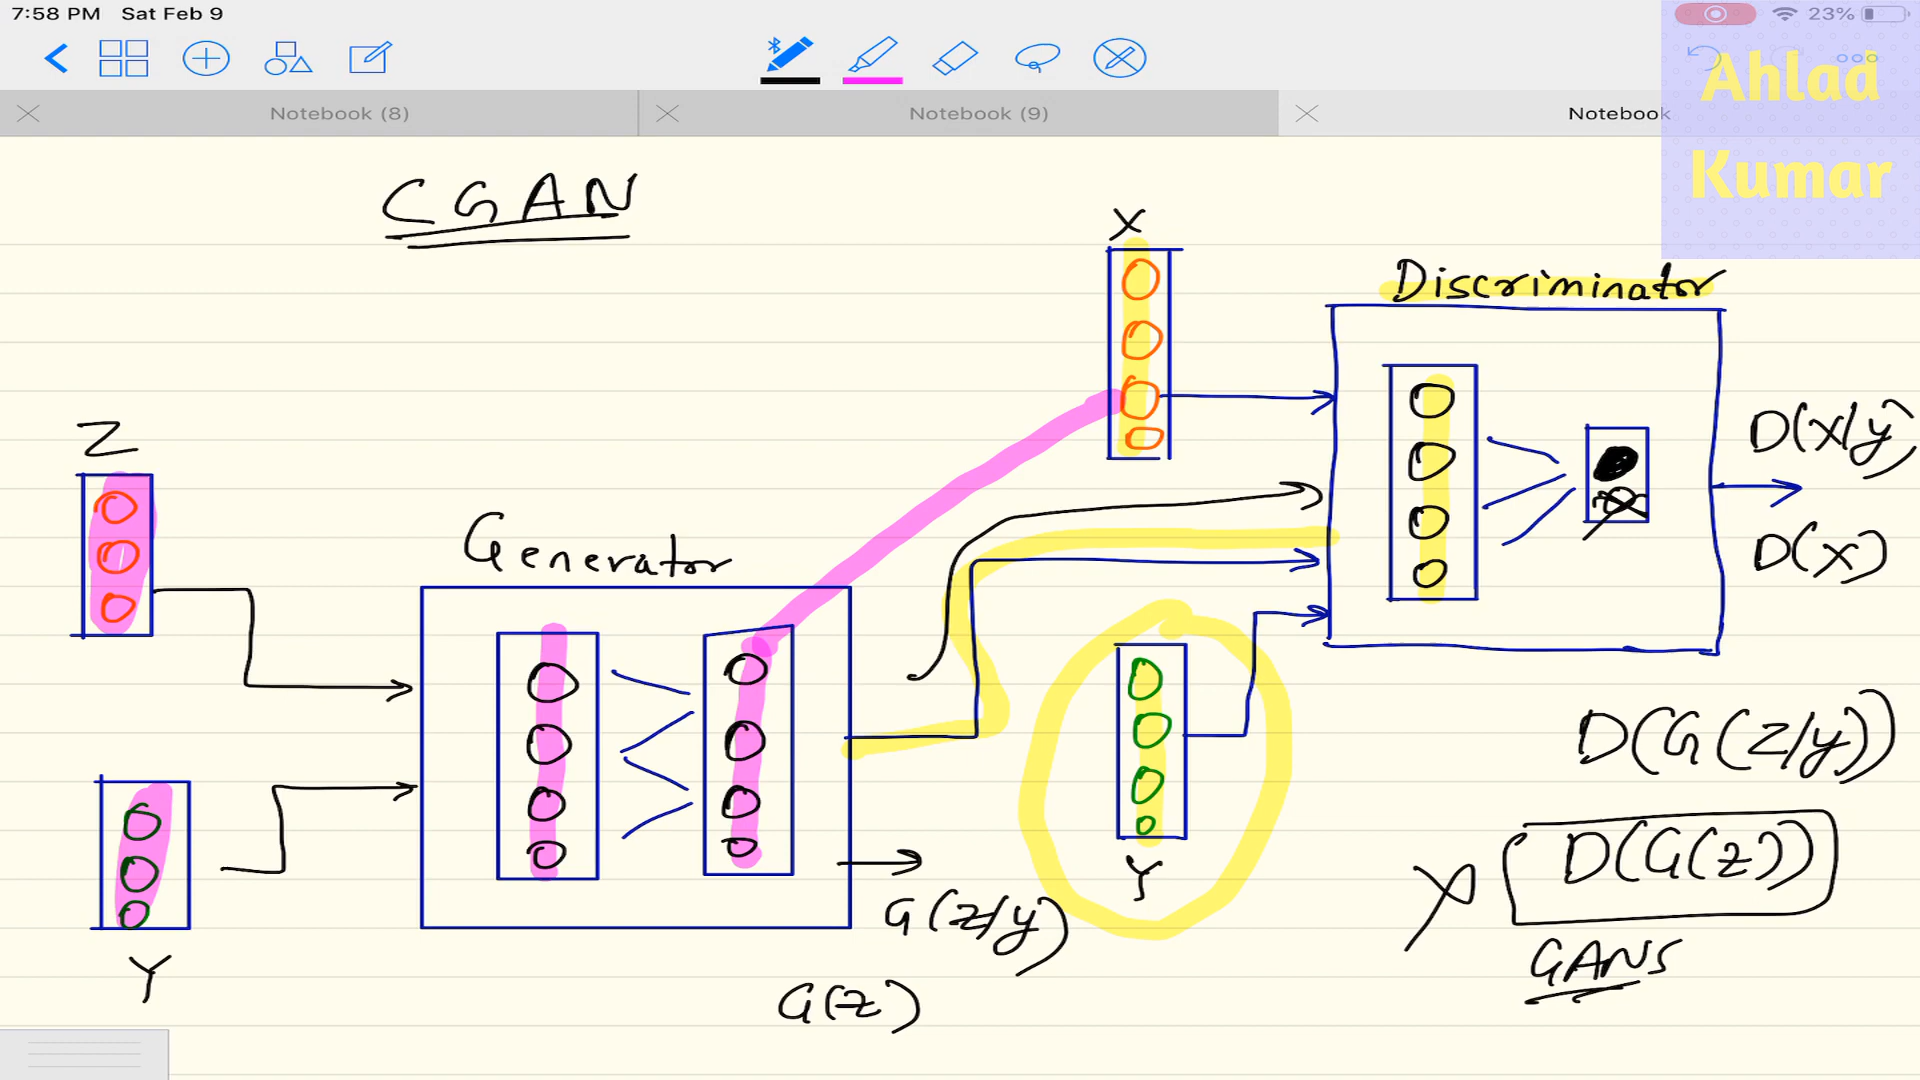 7:58 PM Sat Feb 9
23%
Notebook (8)
Notebook (9)
Notebook
Ahlad
Kumar
CGAN
X
Discriminator
Z
D(X/y)
Generator
D(X)
D(G(Z/y))
D(G(z))
Y
G(z/y)
GANS
Y
G(z)